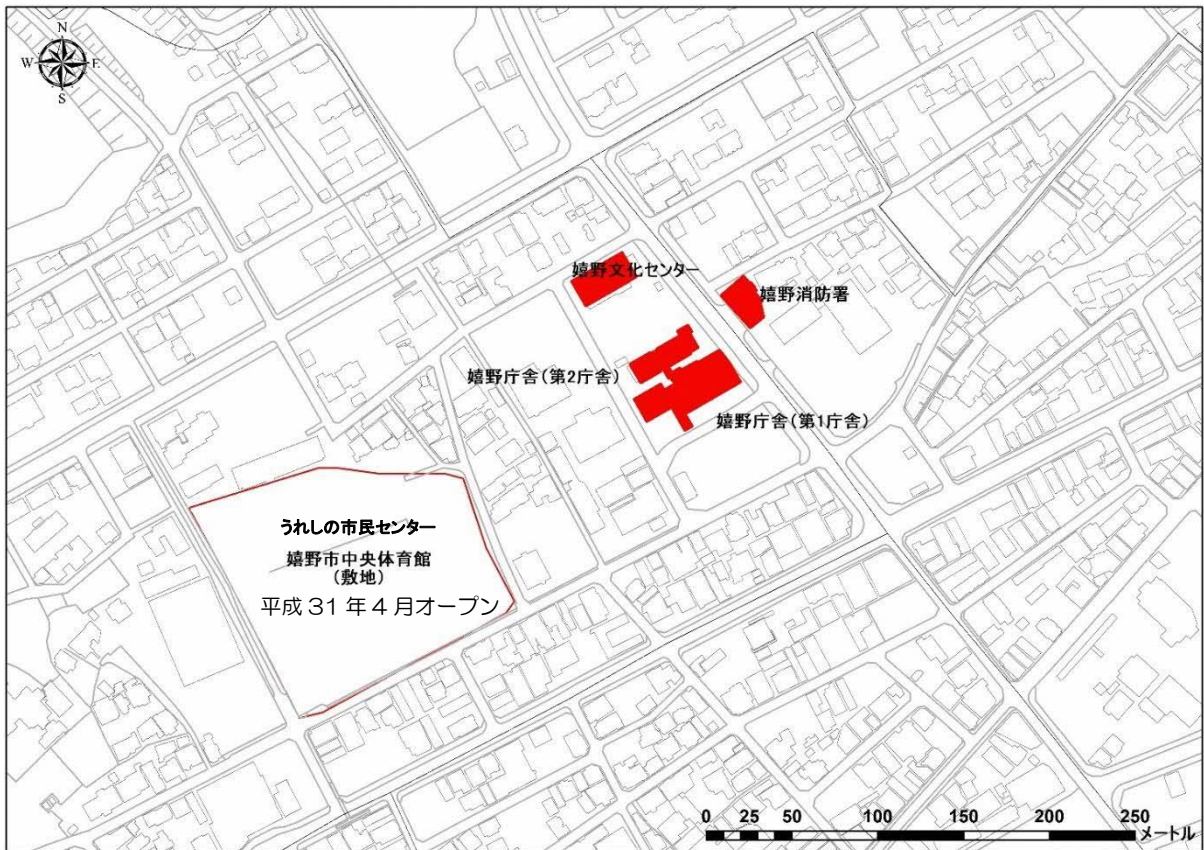 N
W E
S
嬉野文化センター
嬉野消防署
嬉野庁舎(第2庁舎)
嬉野庁舎(第1庁舎)
うれしの市民センター
嬉野市中央体育館
(敷地)
平成31年4月オープン
0 25 50 100 150 200 250
メートル